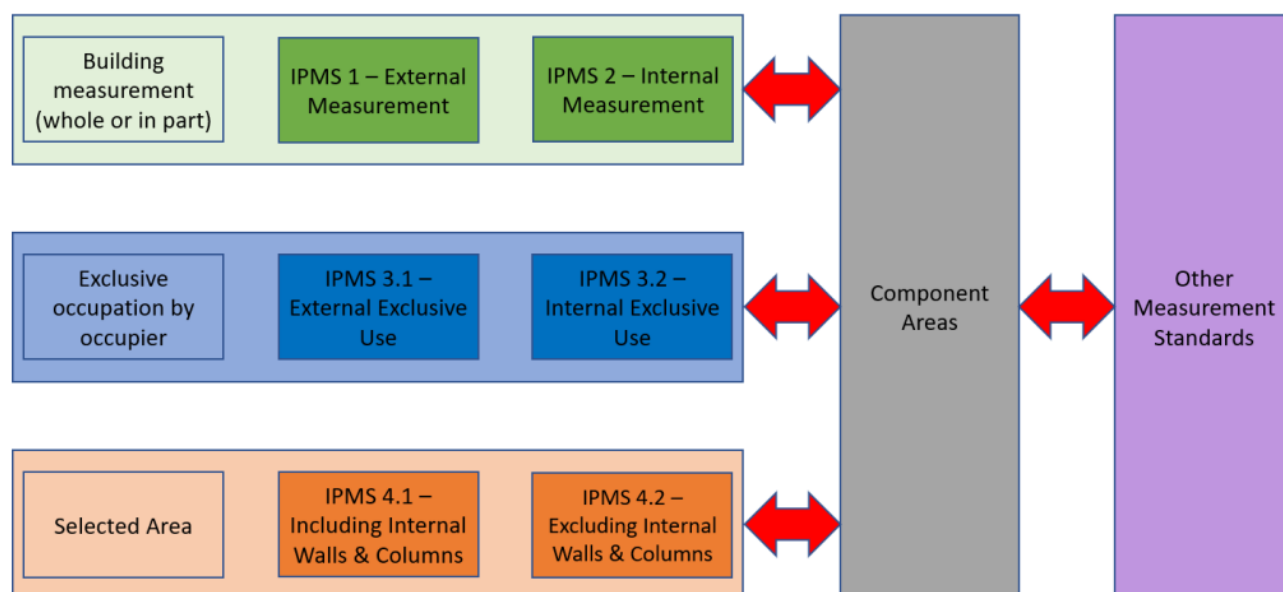 Building
measurement
(whole or in part)
IPMS 1 – External
Measurement
IPMS 2 – Internal
Measurement
Exclusive
occupation by
occupier
IPMS 3.1 –
External Exclusive
Use
IPMS 3.2 –
Internal Exclusive
Use
Selected Area
IPMS 4.1 –
Including Internal
Walls & Columns
IPMS 4.2 –
Excluding Internal
Walls & Columns
Component
Areas
Other
Measurement
Standards